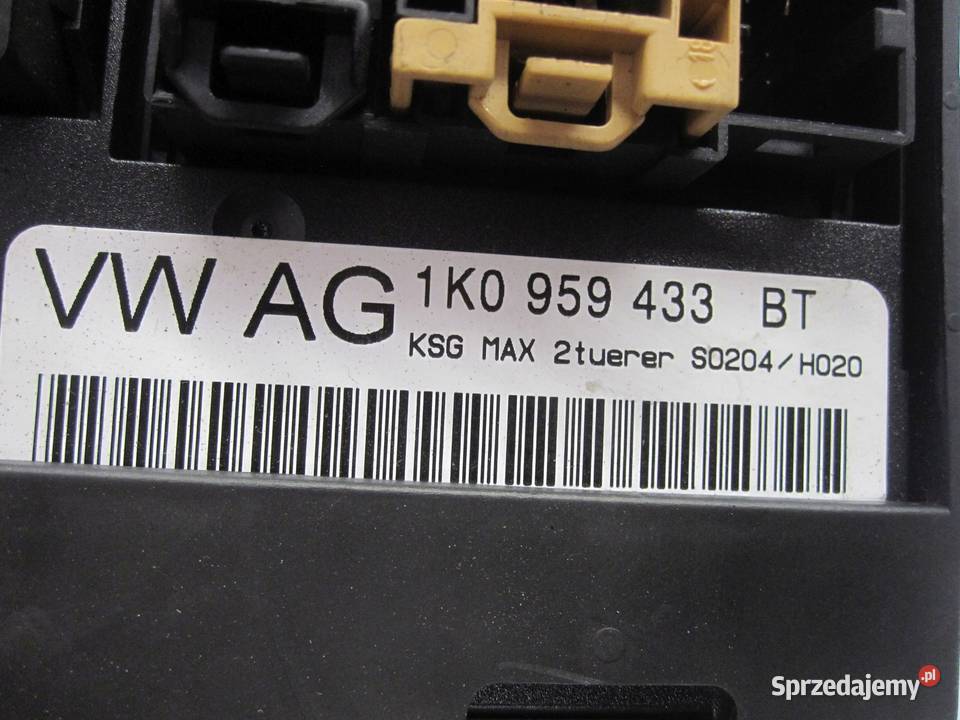 VW AG 1K0 959 433 BT
KSG MAX 2tuerer S0204/H020
Sprzedajemy.pl